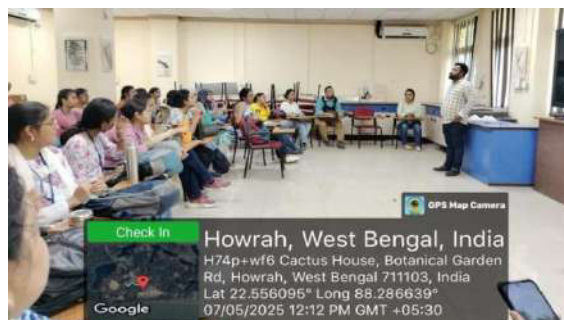 GPS Map Camera
Check In
Google
Howrah, West Bengal, India
H74p+wf6 Cactus House, Botanical Garden
Rd, Howrah, West Bengal 711103, India
Lat 22.556095° Long 88.286639°
07/05/2025 12:12 PM GMT +05:30